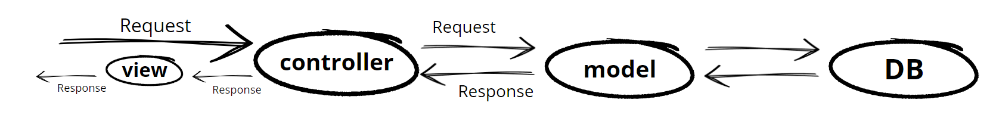 Request
Request
controller
view
model
DB
Response
Response
Response